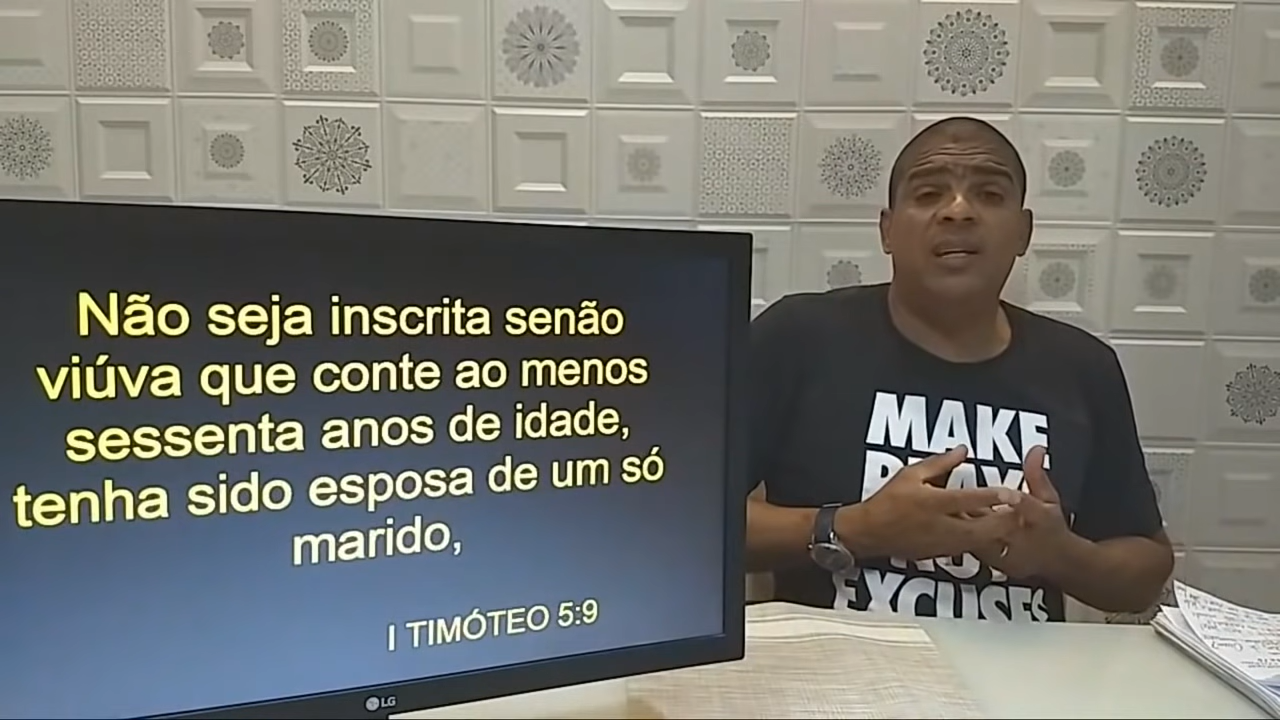 Não seja inscrita senão
viúva que conte ao menos
sessenta anos de idade,
tenha sido esposa de um só
marido,
I TIMÓTEO 5:9
LG
MAKE
EXCUSES